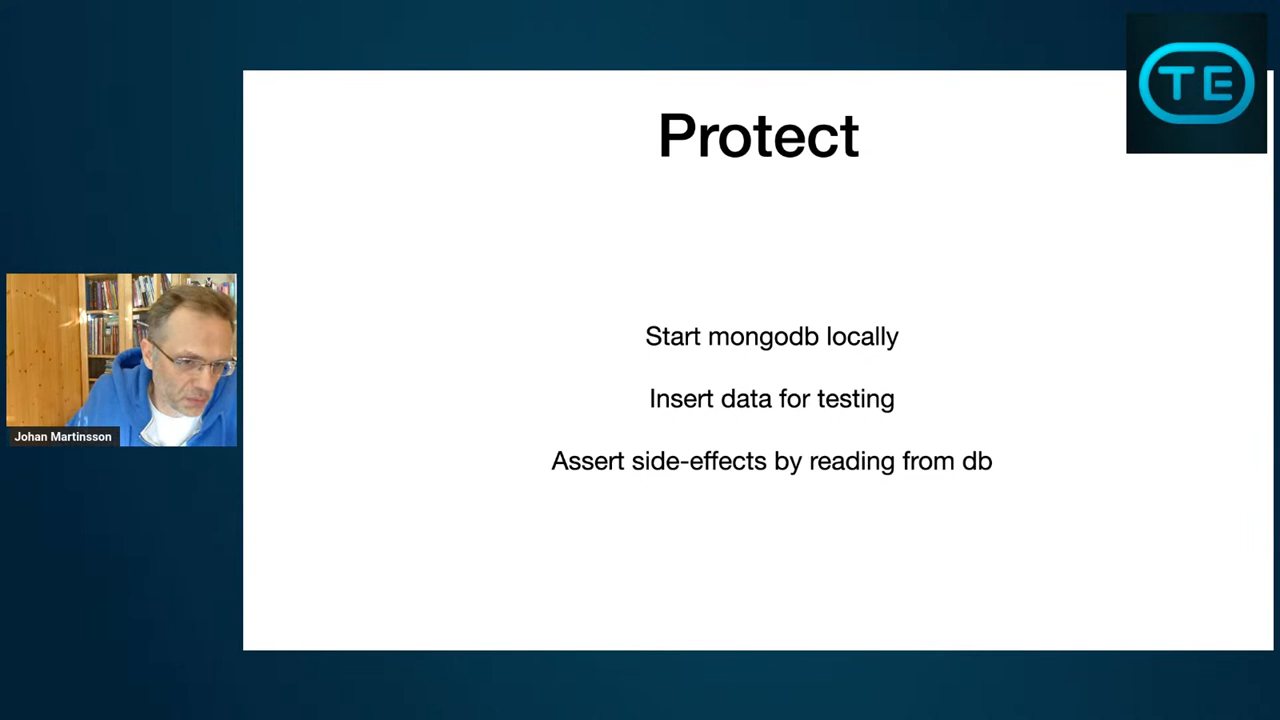 TE
Protect
Start mongodb locally
Insert data for testing
Assert side-effects by reading from db
Johan Martinsson